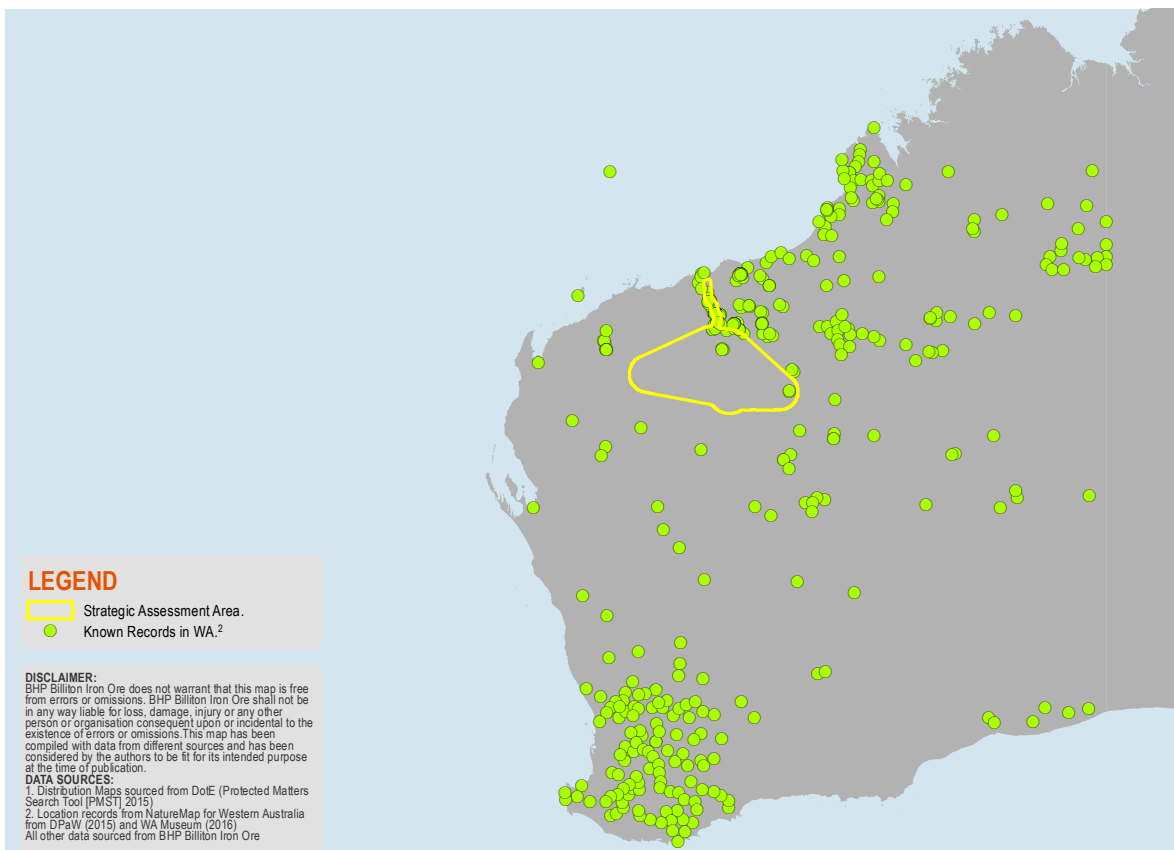 LEGEND
Strategic Assessment Area.
Known Records in WA.2
DISCLAIMER:
BHP Billiton Iron Ore does not warrant that this map is free
from errors or omissions. BHP Billiton Iron Ore shall not be
in any way liable for loss, damage, injury or any other
person or organisation consequent upon or incidental to the
existence of errors or omissions.This map has been
compiled with data from different sources and has been
considered by the authors to be fit for its intended purpose
at the time of publication.
DATA SOURCES:
1. Distribution Maps sourced from DotE (Protected Matters
Search Tool [PMST] 2015)
2. Location records from NatureMap for Western Australia
from DPaW (2015) and WA Museum (2016)
All other data sourced from BHP Billiton Iron Ore